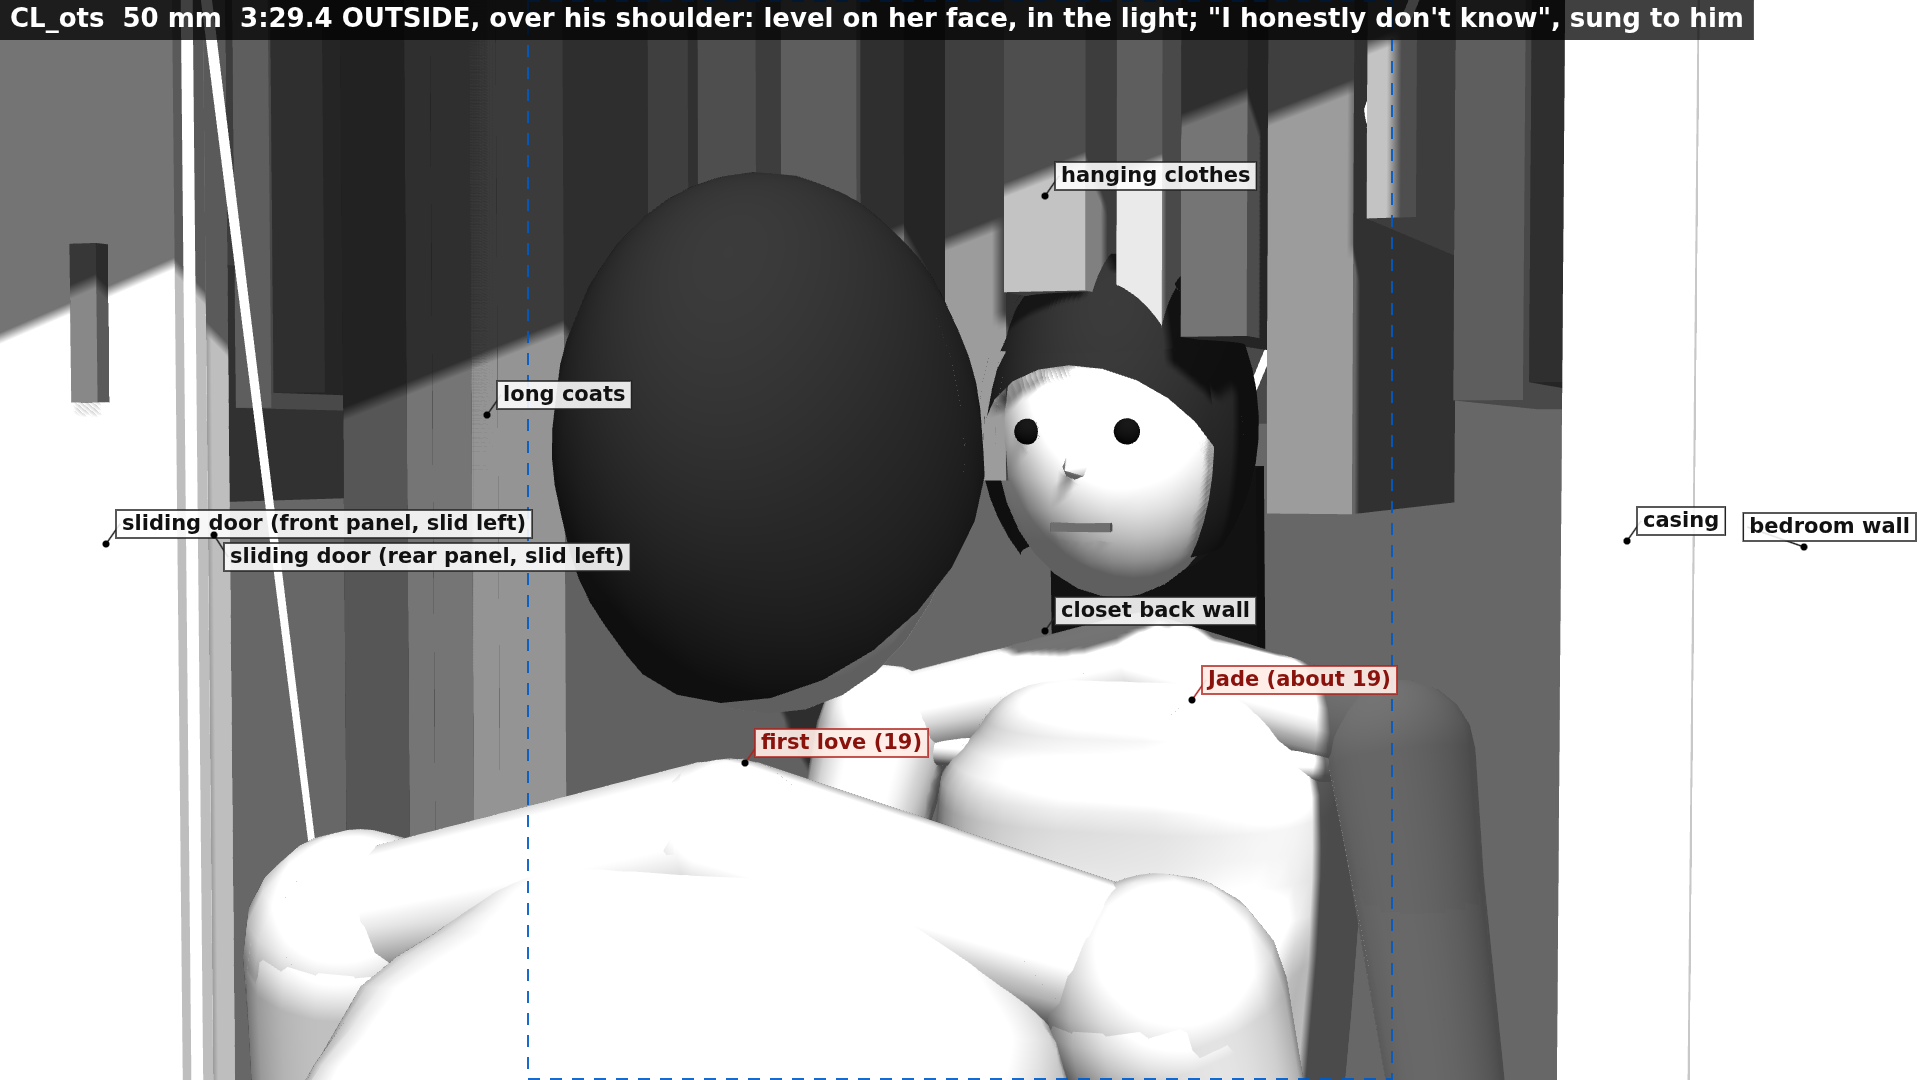 CL_ots  50 mm  3:29.4 OUTSIDE, over his shoulder: level on her face, in the light; "I honestly don't know", sung to him
hanging clothes
long coats
sliding door (front panel, slid left)
casing
bedroom wall
sliding door (rear panel, slid left)
closet back wall
Jade (about 19)
first love (19)